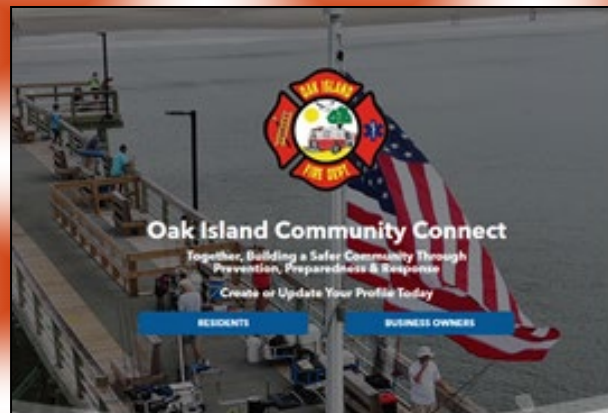 OAK ISLAND
FIRE DEPT
Oak Island Community Connect
Together, Building a Safer Community Through
Prevention, Preparedness & Response
Create or Update Your Profile Today
RESIDENTS
BUSINESS OWNERS